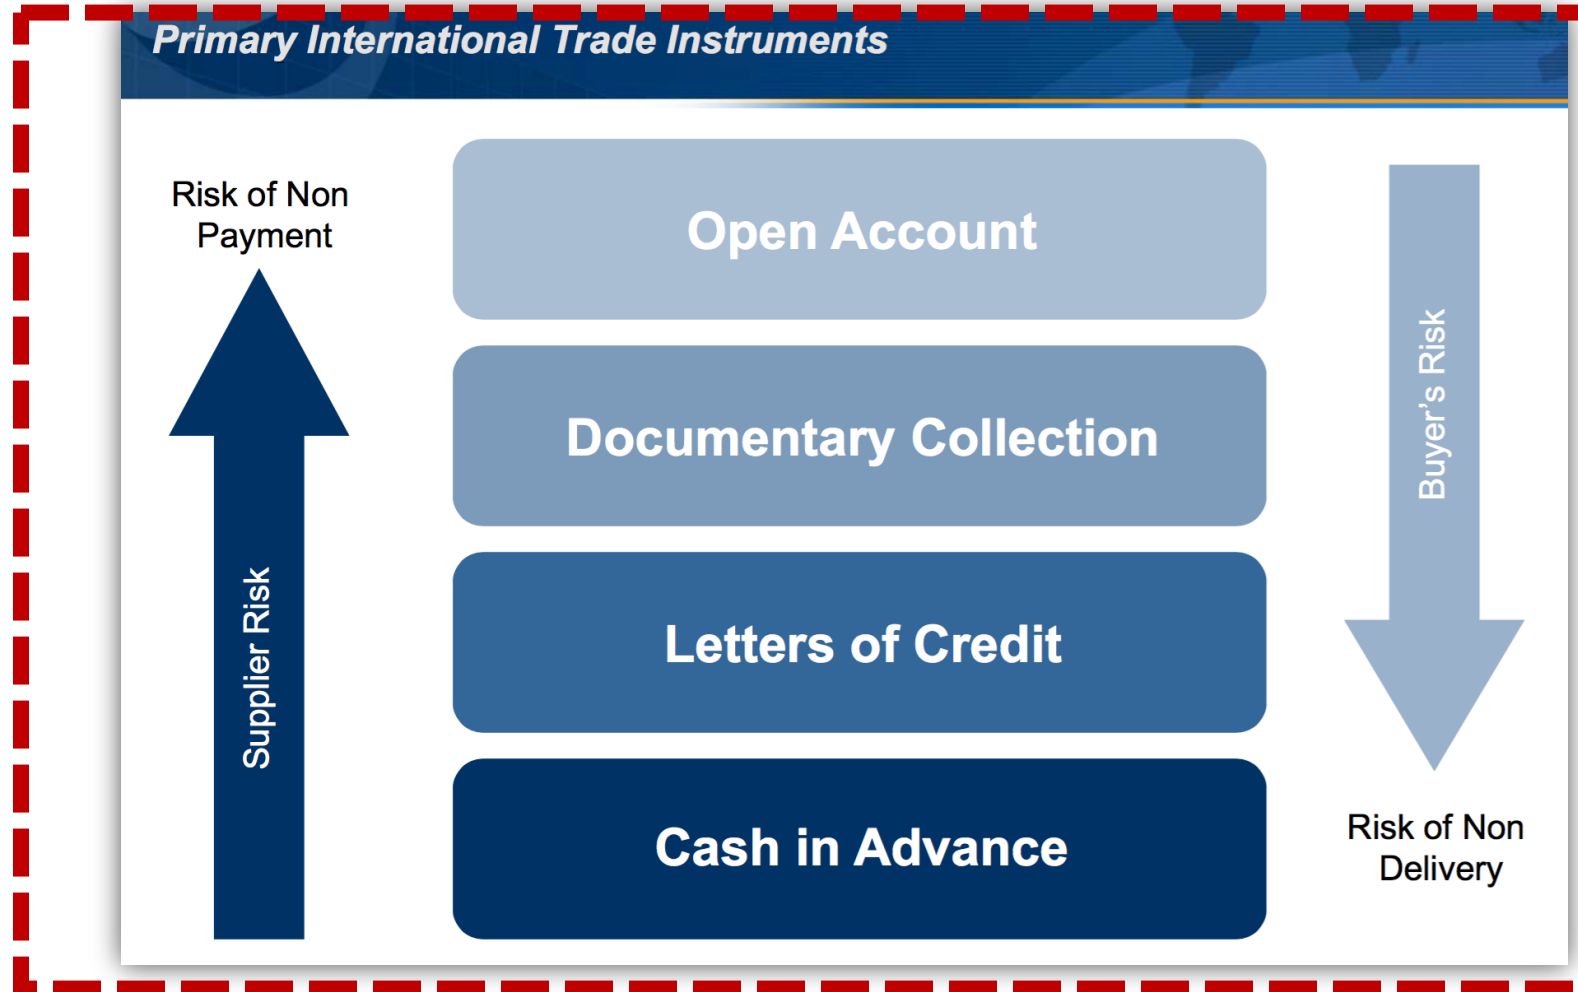 Primary International Trade Instruments
Risk of Non
Payment
Supplier Risk
Open Account
Documentary Collection
Letters of Credit
Cash in Advance
Buyer's Risk
Risk of Non
Delivery